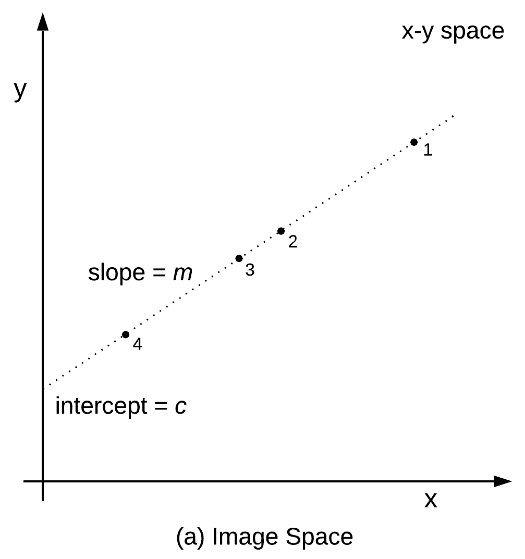 x-y space
y
1
2
3
slope = m
4
intercept = c
x
(a) Image Space